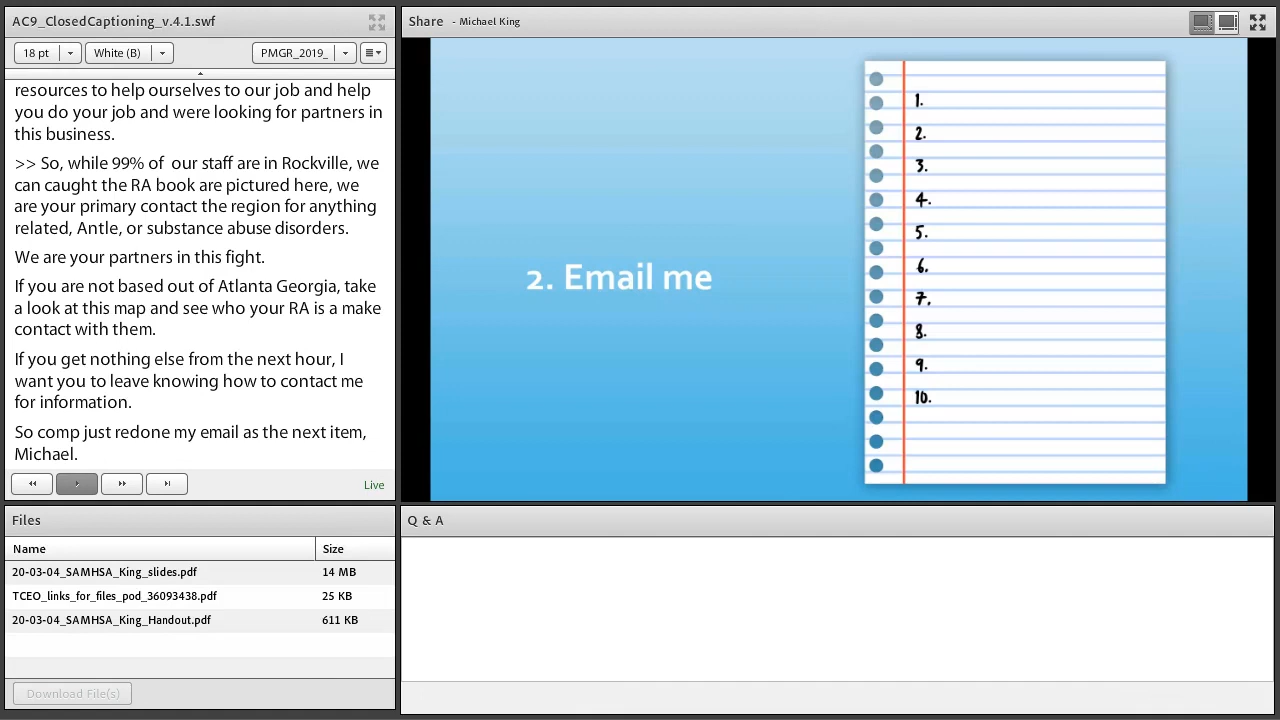 AC9_ClosedCaptioning_v.4.1.swf
18 pt
White (B)
PMGR_2019_
resources to help ourselves to our job and help
you do your job and were looking for partners in
this business.
>> So, while 99% of  our staff are in Rockville, we
can caught the RA book are pictured here, we
are your primary contact the region for anything
related, Antle, or substance abuse disorders.
We are your partners in this fight.
If you are not based out of Atlanta Georgia, take
a look at this map and see who your RA is a make
contact with them.
If you get nothing else from the next hour, I
want you to leave knowing how to contact me
for information.
So comp just redone my email as the next item,
Michael.
Live
Files
Name Size
20-03-04_SAMHSA_King_slides.pdf 14 MB
TCEO_links_for_files_pod_36093438.pdf 25 KB
20-03-04_SAMHSA_King_Handout.pdf 611 KB
Download File(s)
Share - Michael King
2. Email me
1.
2.
3.
4.
5.
6.
7.
8.
9.
10.
Q & A